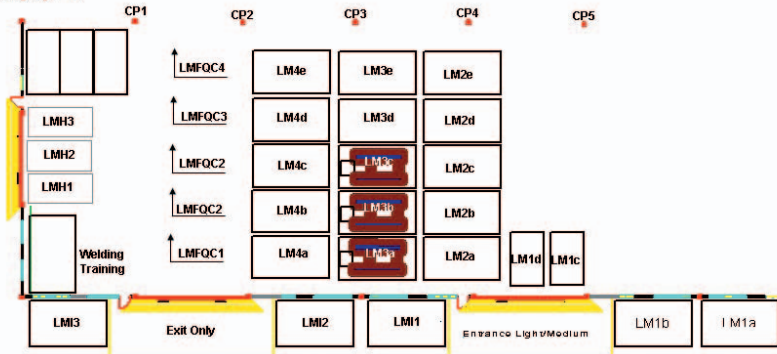 CP1 CP2 CP3 CP4 CP5
LMFQC4 LM4e LM3e LM2e
LMH3 LMFQC3 LM4d LM3d LM2d
LMH2 LMFQC2 LM4c LM3c LM2c
LMH1 LMFQC2 LM4b LM3b LM2b
Welding
Training
LMFQC1 LM4a LM3a LM2a LM1d LM1c
LMI3 Exit Only LMI2 LMI1 Entrance Light/Medium LM1b LM1a